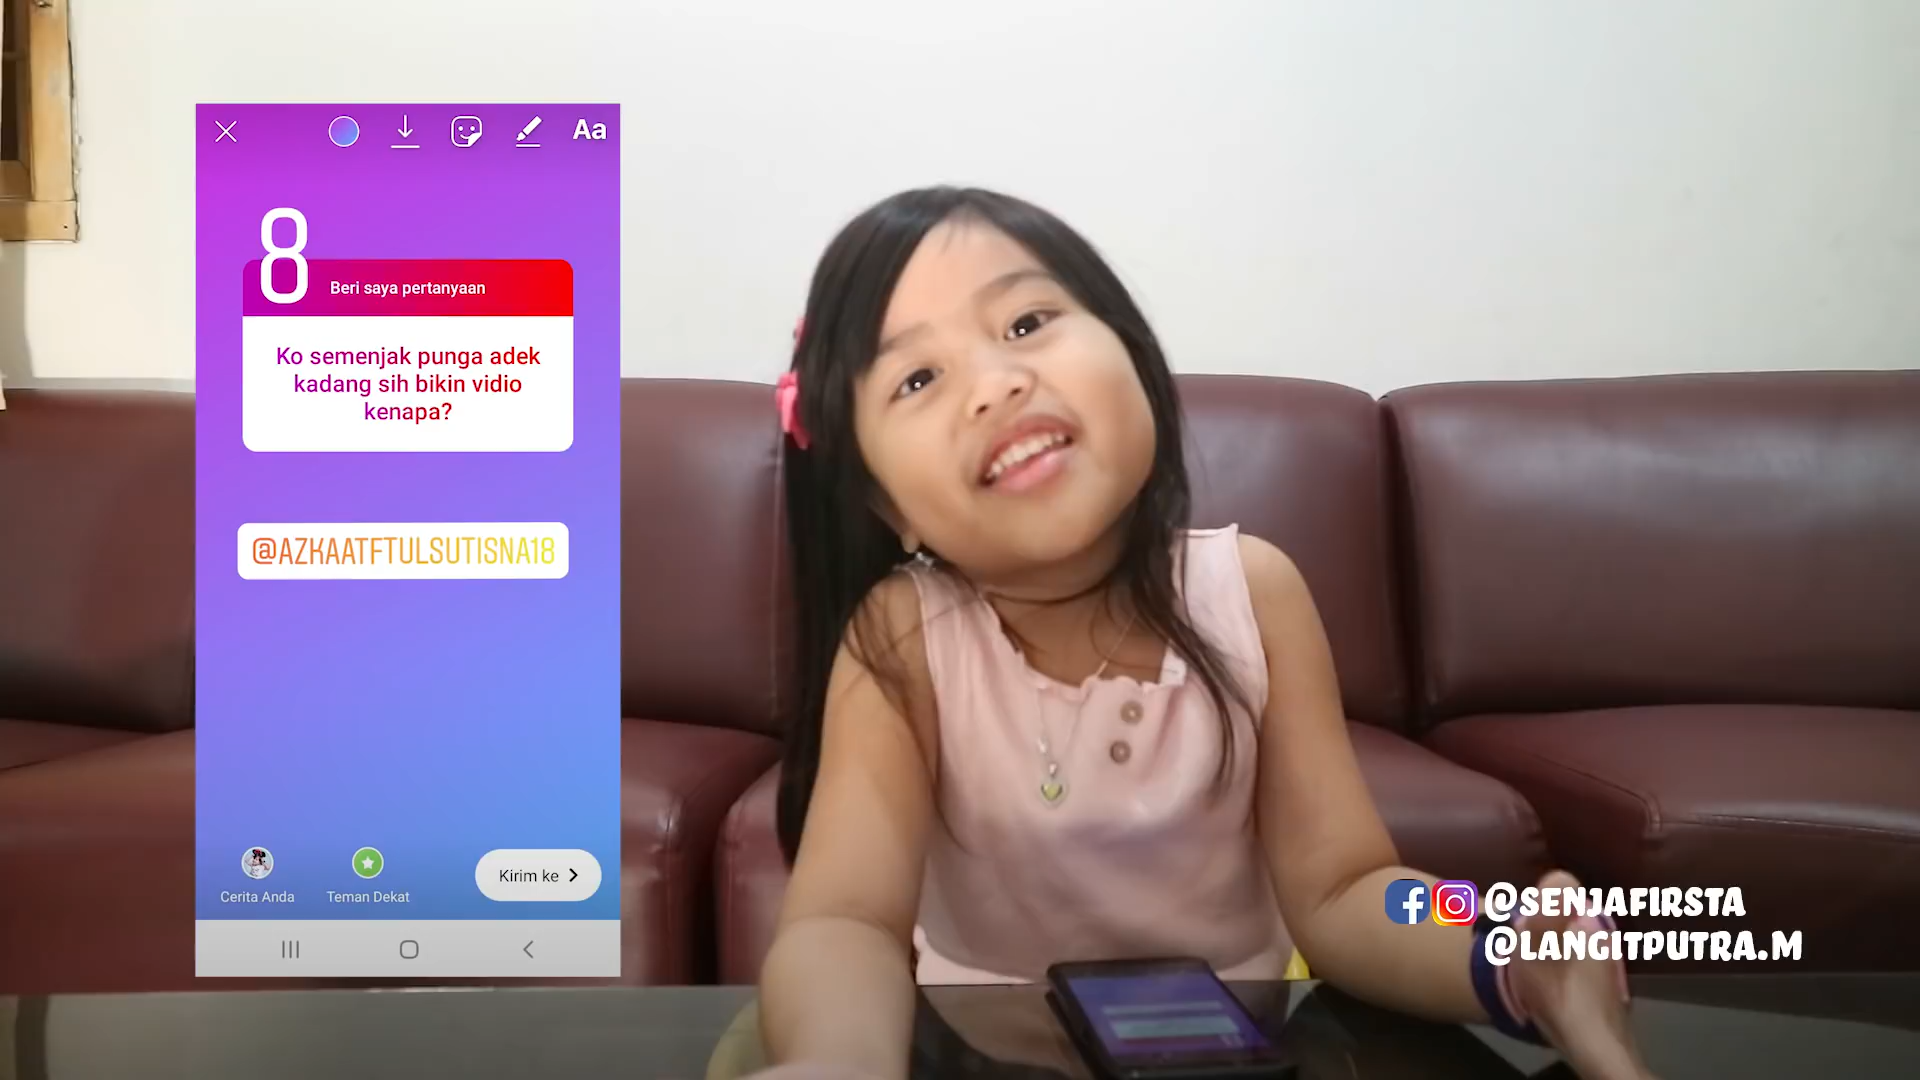 Aa
8
Beri saya pertanyaan
Ko semenjak punga adek
kadang sih bikin vidio
kenapa?
@AZKAATFTULSUTISNA18
Cerita Anda
Teman Dekat
Kirim ke
@SENJAFIRSTA
@LANGITPUTRA.M